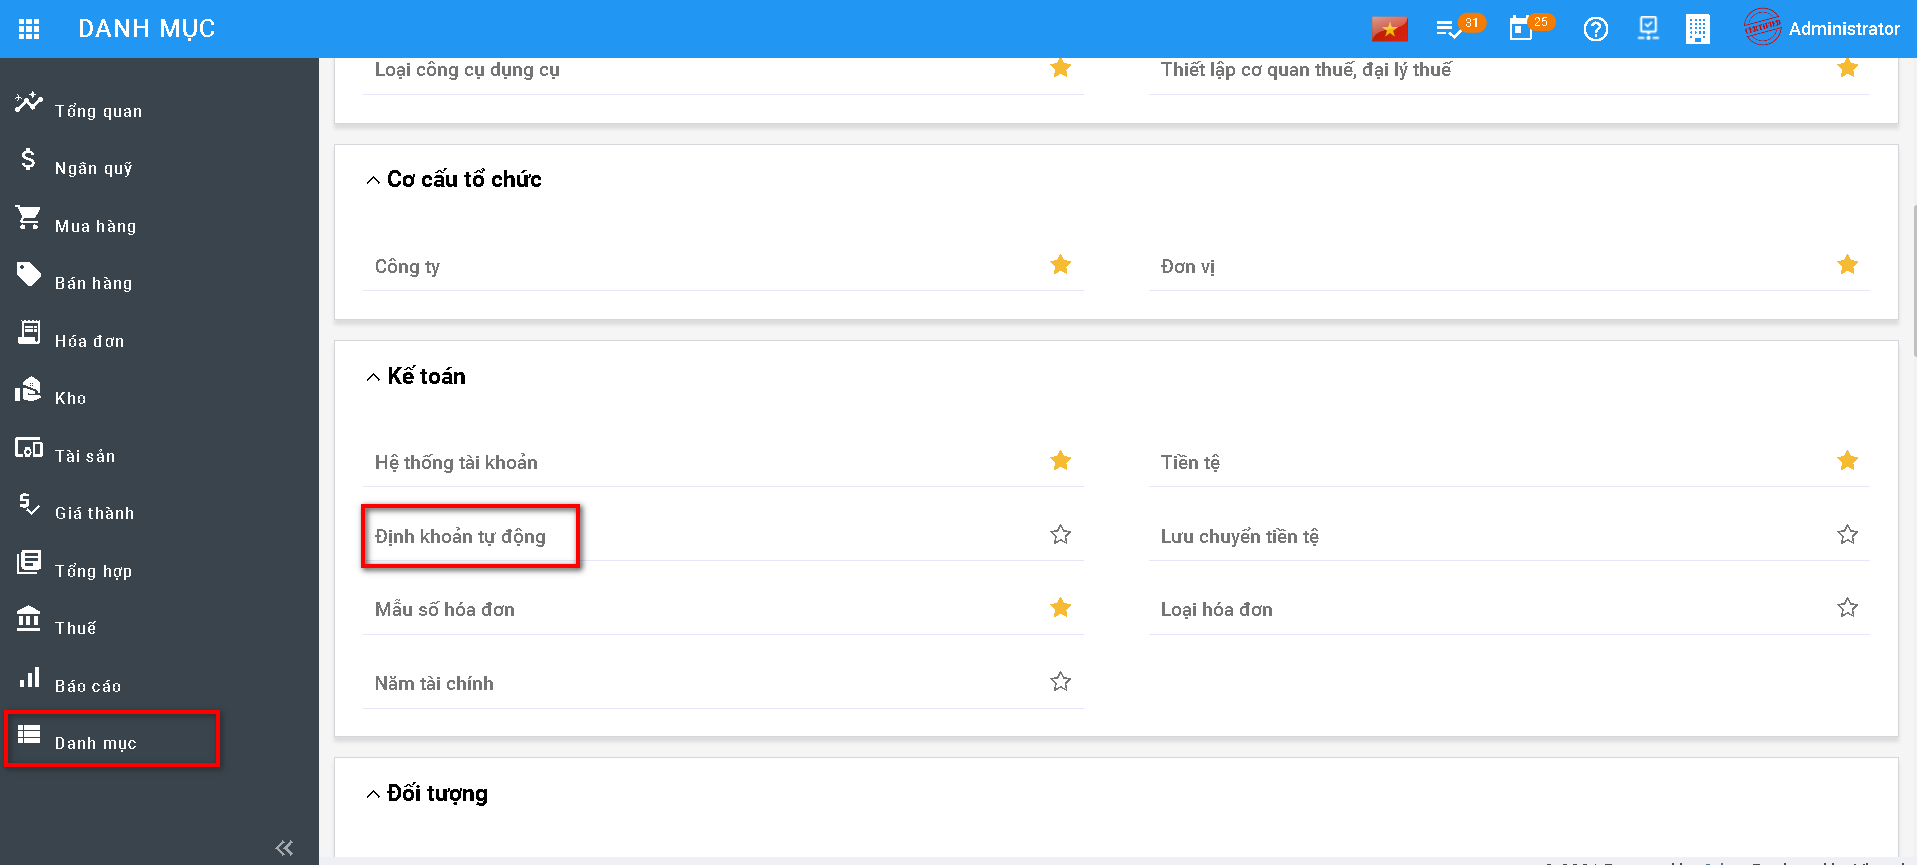 DANH MỤC
31
25
Administrator
Tổng quan
Ngân quỹ
Mua hàng
Bán hàng
Hóa đơn
Kho
Tài sản
Giá thành
Tổng hợp
Thuế
Báo cáo
Danh mục
Loại công cụ dụng cụ
Thiết lập cơ quan thuế, đại lý thuế
Cơ cấu tổ chức
Công ty
Đơn vị
Kế toán
Hệ thống tài khoản
Tiền tệ
Định khoản tự động
Lưu chuyển tiền tệ
Mẫu số hóa đơn
Loại hóa đơn
Năm tài chính
Đối tượng